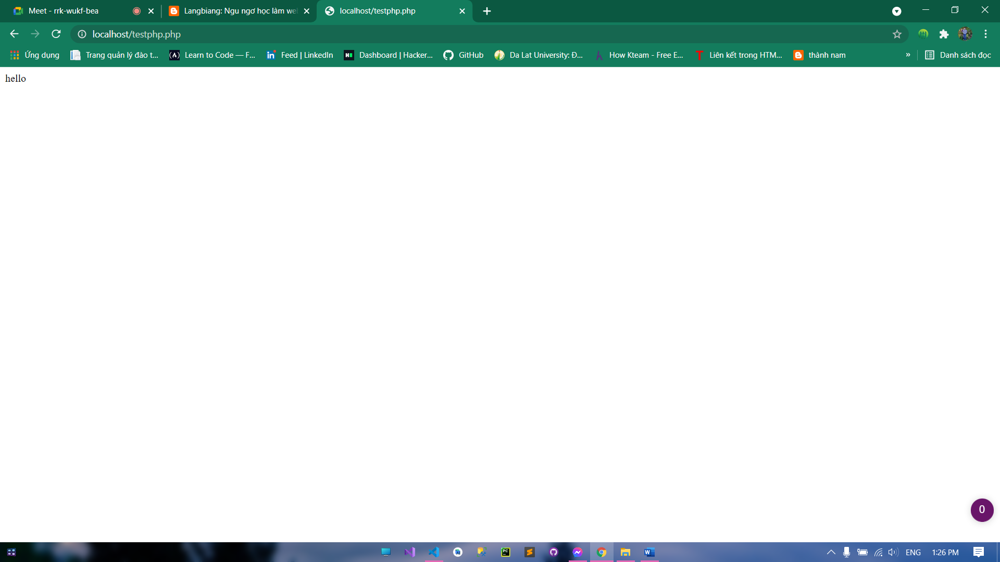 Meet - rrk-wukf-bea
Langbiang: Ngu ngơ học làm we
localhost/testphp.php
localhost/testphp.php
Ứng dụng
Trang quản lý đào t...
Learn to Code — F...
Feed | LinkedIn
Dashboard | Hacker...
GitHub
Da Lat University: Đ...
How Kteam - Free E...
Liên kết trong HTM...
thành nam
»
Danh sách đọc
hello
0
ENG
1:26 PM